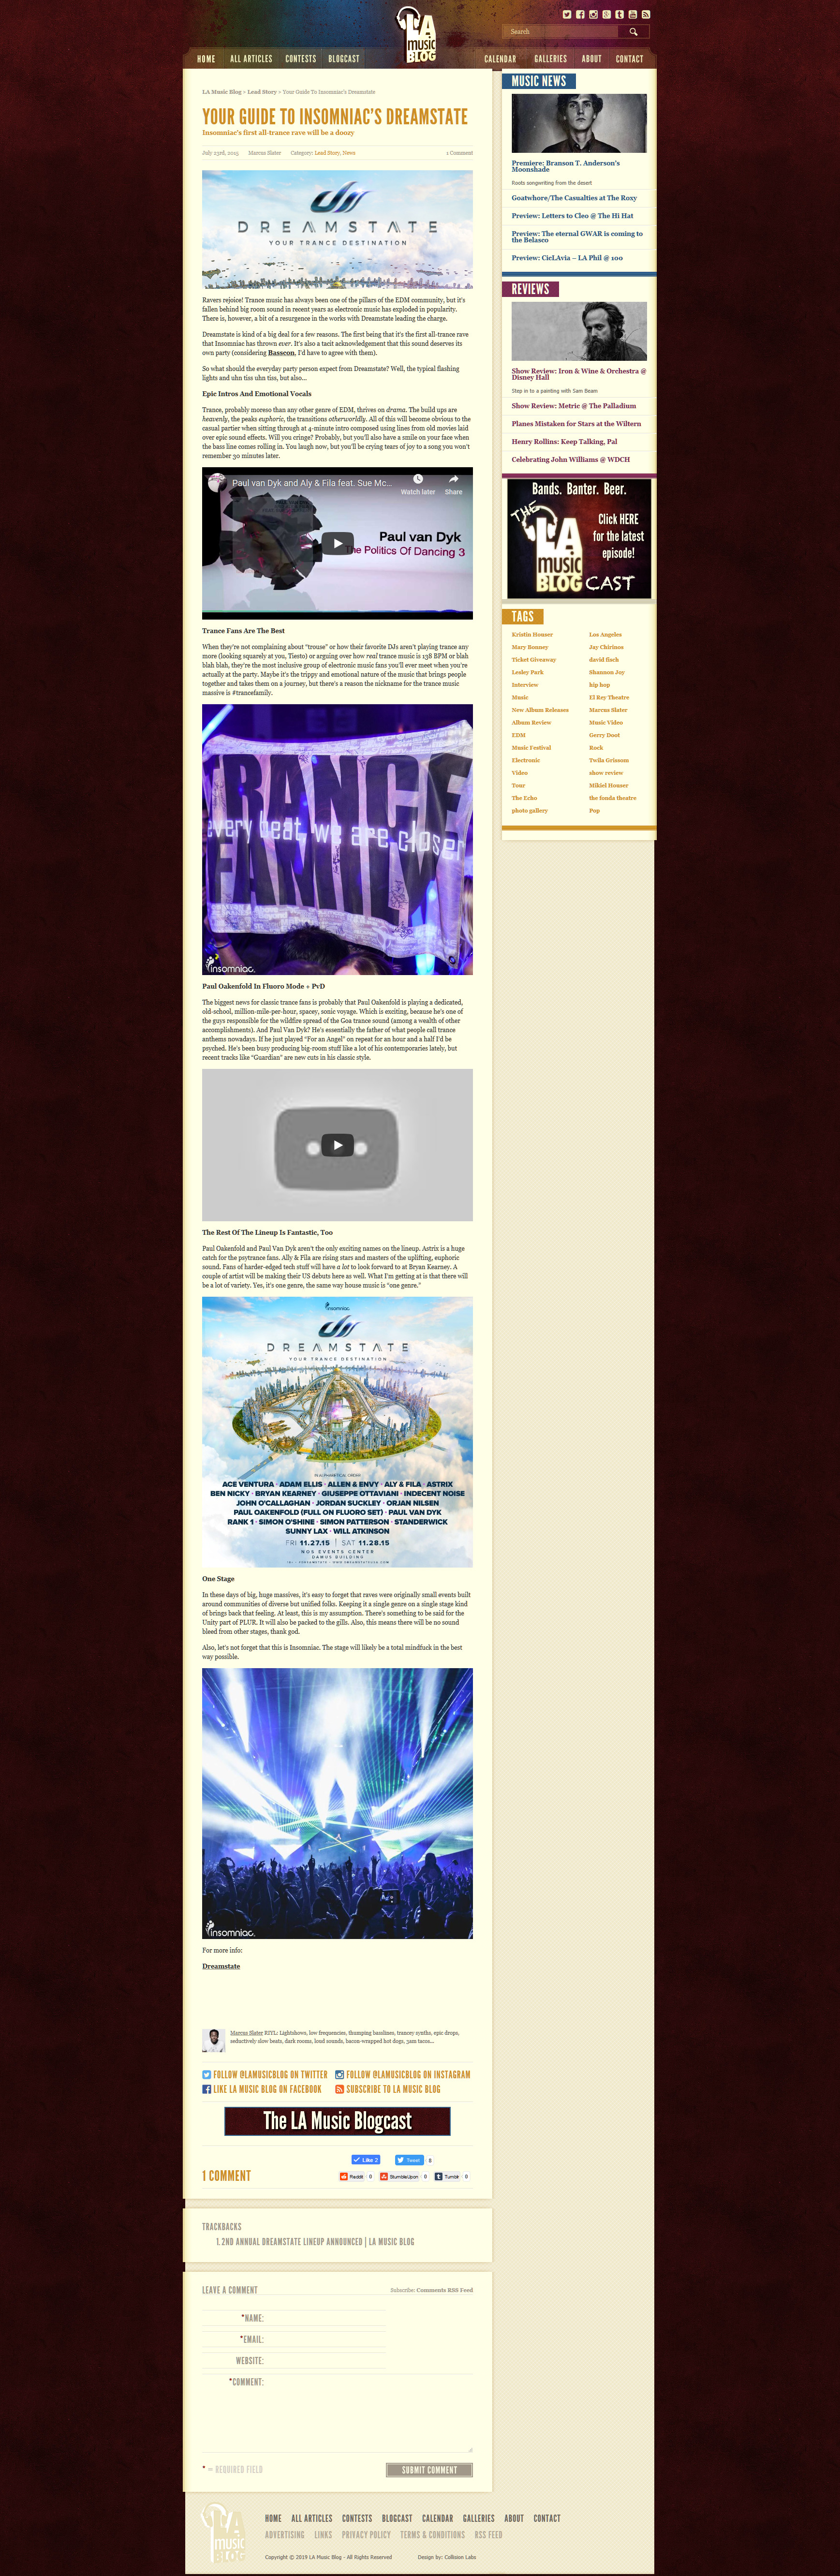 LA music BLOG
Search
HOME ALL ARTICLES CONTESTS BLOGCAST CALENDAR GALLERIES ABOUT CONTACT
LA Music Blog > Lead Story > Your Guide To Insomniac's Dreamstate
YOUR GUIDE TO INSOMNIAC'S DREAMSTATE
Insomniac's first all-trance rave will be a doozy
July 23rd, 2015 Marcus Slater Category: Lead Story, News 1 Comment
DREAMSTATE
YOUR TRANCE DESTINATION
Ravers rejoice! Trance music has always been one of the pillars of the EDM community, but it's
fallen behind big room sound in recent years as electronic music has exploded in popularity.
There is, however, a bit of a resurgence in the works with Dreamstate leading the charge.
Dreamstate is kind of a big deal for a few reasons. The first being that it's the first all-trance rave
that Insomniac has thrown ever. It's also a tacit acknowledgement that this sound deserves its
own party (considering Basscon, I'd have to agree with them).
So what should the everyday party person expect from Dreamstate? Well, the typical flashing
lights and uhn tiss uhn tiss, but also...
Epic Intros And Emotional Vocals
Trance, probably moreso than any other genre of EDM, thrives on drama. The build ups are
heavenly, the peaks euphoric, the transitions otherworldly. All of this will become obvious to the
casual partier when sitting through at 4-minute intro composed using lines from old movies laid
over epic sound effects. Will you cringe? Probably, but you'll also have a smile on your face when
the bass line comes rolling in. You laugh now, but you'll be crying tears of joy to a song you won't
remember 30 minutes later.
Paul van Dyk and Aly & Fila feat. Sue Mc...
Watch later Share
Paul van Dyk
The Politics Of Dancing 3
Trance Fans Are The Best
When they're not complaining about "trouse" or how their favorite DJs aren't playing trance any
more (looking squarely at you, Tiesto) or arguing over how real trance music is 138 BPM or blah
blah blah, they're the most inclusive group of electronic music fans you'll ever meet when you're
actually at the party. Maybe it's the trippy and emotional nature of the music that brings people
together and takes them on a journey, but there's a reason the nickname for the trance music
massive is #trancefamily.
TRANCE
every beat, we are closer
FAMILY
insomniac.
Paul Oakenfold In Fluoro Mode + PvD
The biggest news for classic trance fans is probably that Paul Oakenfold is playing a dedicated,
old-school, million-mile-per-hour, spacey, sonic voyage. Which is exciting, because he's one of
the guys responsible for the wildfire spread of the Goa trance sound (among a wealth of other
accomplishments). And Paul Van Dyk? He's essentially the father of what people call trance
anthems nowadays. If he just played "For an Angel" on repeat for an hour and a half I'd be
psyched. He's been busy producing big-room stuff like a lot of his contemporaries lately, but
recent tracks like "Guardian" are new cuts in his classic style.
The Rest Of The Lineup Is Fantastic, Too
Paul Oakenfold and Paul Van Dyk aren't the only exciting names on the lineup. Astrix is a huge
catch for the psytrance fans. Ally & Fila are rising stars and masters of the uplifting, euphoric
sound. Fans of harder-edged tech stuff will have a lot to look forward to at Bryan Kearney. A
couple of artist will be making their US debuts here as well. What I'm getting at is that there will
be a lot of variety. Yes, it's one genre, the same way house music is "one genre."
insomniac
DREAMSTATE
YOUR TRANCE DESTINATION
IN ALPHABETICAL ORDER:
ACE VENTURA · ADAM ELLIS · ALLEN & ENVY · ALY & FILA · ASTRIX
BEN NICKY · BRYAN KEARNEY · GIUSEPPE OTTAVIANI · INDECENT NOISE
JOHN O'CALLAGHAN · JORDAN SUCKLEY · ORJAN NILSEN
PAUL OAKENFOLD (FULL ON FLUORO SET) · PAUL VAN DYK
RANK 1 · SIMON O'SHINE · SIMON PATTERSON · STANDERWICK
SUNNY LAX · WILL ATKINSON
FRI 11.27.15 | SAT 11.28.15
NOS EVENTS CENTER
DAMUS BUILDING
One Stage
In these days of big, huge massives, it's easy to forget that raves were originally small events built
around communities of diverse but unified folks. Keeping it a single genre on a single stage kind
of brings back that feeling. At least, this is my assumption. There's something to be said for the
Unity part of PLUR. It will also be packed to the gills. Also, this means there will be no sound
bleed from other stages, thank god.
Also, let's not forget that this is Insomniac. The stage will likely be a total mindfuck in the best
way possible.
insomniac.
For more info:
Dreamstate
Marcus Slater RIYL: Lightshows, low frequencies, thumping basslines, trancey synths, epic drops,
seductively slow beats, dark rooms, loud sounds, bacon-wrapped hot dogs, 3am tacos...
FOLLOW @LAMUSICBLOG ON TWITTER FOLLOW @LAMUSICBLOG ON INSTAGRAM
LIKE LA MUSIC BLOG ON FACEBOOK SUBSCRIBE TO LA MUSIC BLOG
The LA Music Blogcast
Like 2 Tweet 8
1 COMMENT
Reddit 0 StumbleUpon 0 Tumblr 0
TRACKBACKS
1. 2ND ANNUAL DREAMSTATE LINEUP ANNOUNCED | LA MUSIC BLOG
LEAVE A COMMENT
Subscribe: Comments RSS Feed
*NAME:
*EMAIL:
WEBSITE:
*COMMENT:
* = REQUIRED FIELD
SUBMIT COMMENT
MUSIC NEWS
Premiere: Branson T. Anderson's
Moonshade
Roots songwriting from the desert
Goatwhore/The Casualties at The Roxy
Preview: Letters to Cleo @ The Hi Hat
Preview: The eternal GWAR is coming to
the Belasco
Preview: CicLAvia – LA Phil @ 100
REVIEWS
Show Review: Iron & Wine & Orchestra @
Disney Hall
Step in to a painting with Sam Beam
Show Review: Metric @ The Palladium
Planes Mistaken for Stars at the Wiltern
Henry Rollins: Keep Talking, Pal
Celebrating John Williams @ WDCH
Bands. Banter. Beer.
THE LA music BLOG CAST
Click HERE
for the latest
episode!
TAGS
Kristin Houser Los Angeles
Mary Bonney Jay Chirinos
Ticket Giveaway david fisch
Lesley Park Shannon Joy
Interview hip hop
Music El Rey Theatre
New Album Releases Marcus Slater
Album Review Music Video
EDM Gerry Doot
Music Festival Rock
Electronic Twila Grissom
Video show review
Tour Mikiel Houser
The Echo the fonda theatre
photo gallery Pop
LA music BLOG
HOME ALL ARTICLES CONTESTS BLOGCAST CALENDAR GALLERIES ABOUT CONTACT
ADVERTISING LINKS PRIVACY POLICY TERMS & CONDITIONS RSS FEED
Copyright © 2019 LA Music Blog - All Rights Reserved Design by: Collision Labs